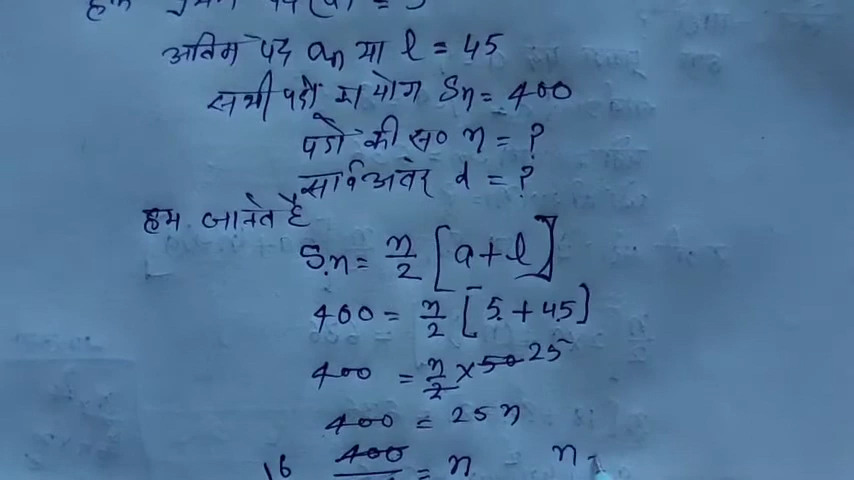 अंतिम पद an या l = 45
सभी पदों का योग Sn = 400
पदो की सं० n = ?
सार्वअंतर d = ?
हम जानते है
Sn = n/2 [a + l]
400 = n/2 [5 + 45]
400 = n/2 × 50 25
400 = 25 n
16 400 = n n =